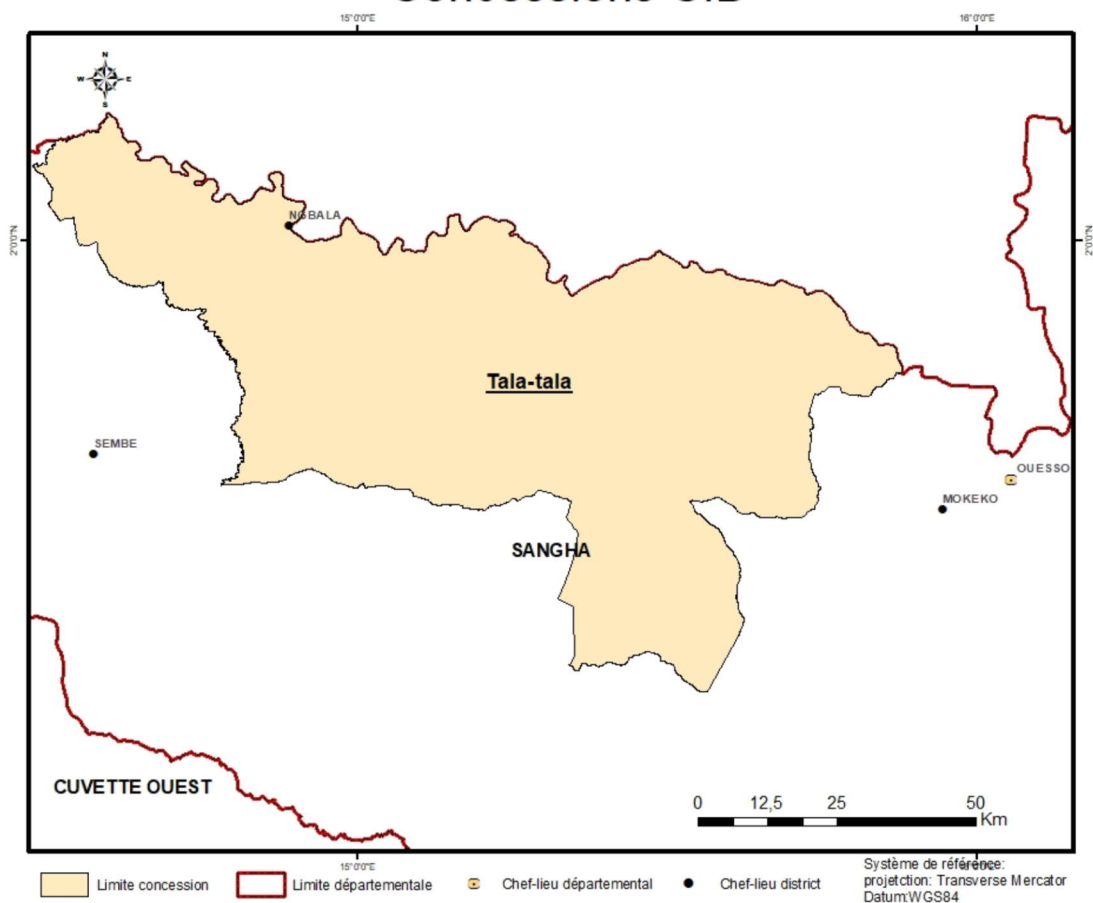 15°0'0"E
16°0'0"E
N
W E
S
NGBALA
2°0'0"N
2°0'0"N
Tala-tala
SEMBE
OUESSO
MOKEKO
SANGHA
CUVETTE OUEST
0 12,5 25 50
Km
15°0'0"E
Limite concession
Limite départementale
Chef-lieu départemental
Chef-lieu district
Système de référence:
projetction: Transverse Mercator
Datum:WGS84